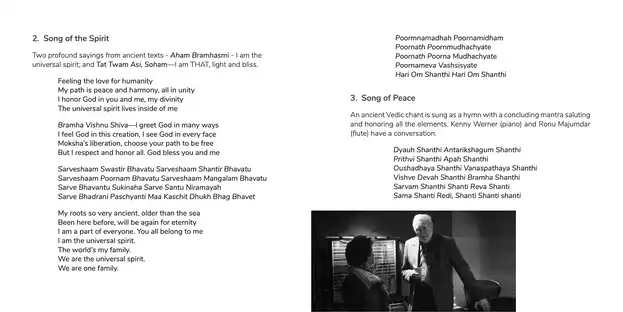 2. Song of the Spirit
Two profound sayings from ancient texts - Aham Bramhasmi - I am the
universal spirit; and Tat Twam Asi, Soham—I am THAT, light and bliss.
Feeling the love for humanity
My path is peace and harmony, all in unity
I honor God in you and me, my divinity
The universal spirit lives inside of me
Bramha Vishnu Shiva—I greet God in many ways
I feel God in this creation, I see God in every face
Moksha's liberation, choose your path to be free
But I respect and honor all. God bless you and me
Sarveshaam Swastir Bhavatu Sarveshaam Shantir Bhavatu
Sarveshaam Poornam Bhavatu Sarveshaam Mangalam Bhavatu
Sarve Bhavantu Sukinaha Sarve Santu Niramayah
Sarve Bhadrani Paschyanti Maa Kaschit Dhukh Bhag Bhavet
My roots so very ancient. older than the sea
Been here before, will be again for eternity
I am a part of everyone. You all belong to me
I am the universal spirit.
The world's my family.
We are the universal spirit.
We are one family.
Poormnamadhah Poornamidham
Poornath Poornmudhachyate
Poornath Poorna Mudhachyate
Poornameva Vashsisyate
Hari Om Shanthi Hari Om Shanthi
3. Song of Peace
An ancient Vedic chant is sung as a hymn with a concluding mantra saluting
and honoring all the elements. Kenny Werner (piano) and Ronu Majumdar
(flute) have a conversation.
Dyauh Shanthi Antarikshagum Shanthi
Prithvi Shanthi Apah Shanthi
Oushadhaya Shanthi Vanaspathaya Shanthi
Vishve Devah Shanthi Bramha Shanthi
Sarvam Shanthi Shanti Reva Shanti
Sama Shanti Redi, Shanti Shanti shanti